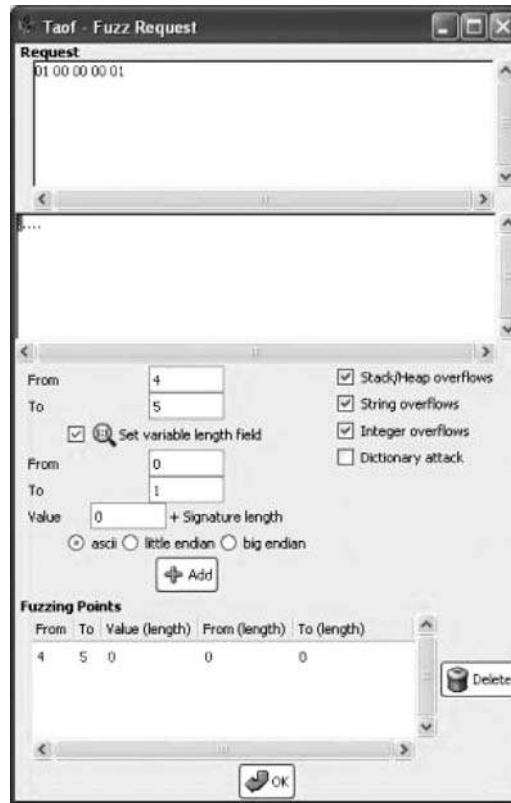 Taof - Fuzz Request
Request
01 00 00 00 01
.....
From 4
To 5
Set variable length field
From 0
To 1
Value 0 + Signature length
ascii little endian big endian
Add
Stack/Heap overflows
String overflows
Integer overflows
Dictionary attack
Fuzzing Points
From To Value (length) From (length) To (length)
4 5 0 0 0
Delete
OK